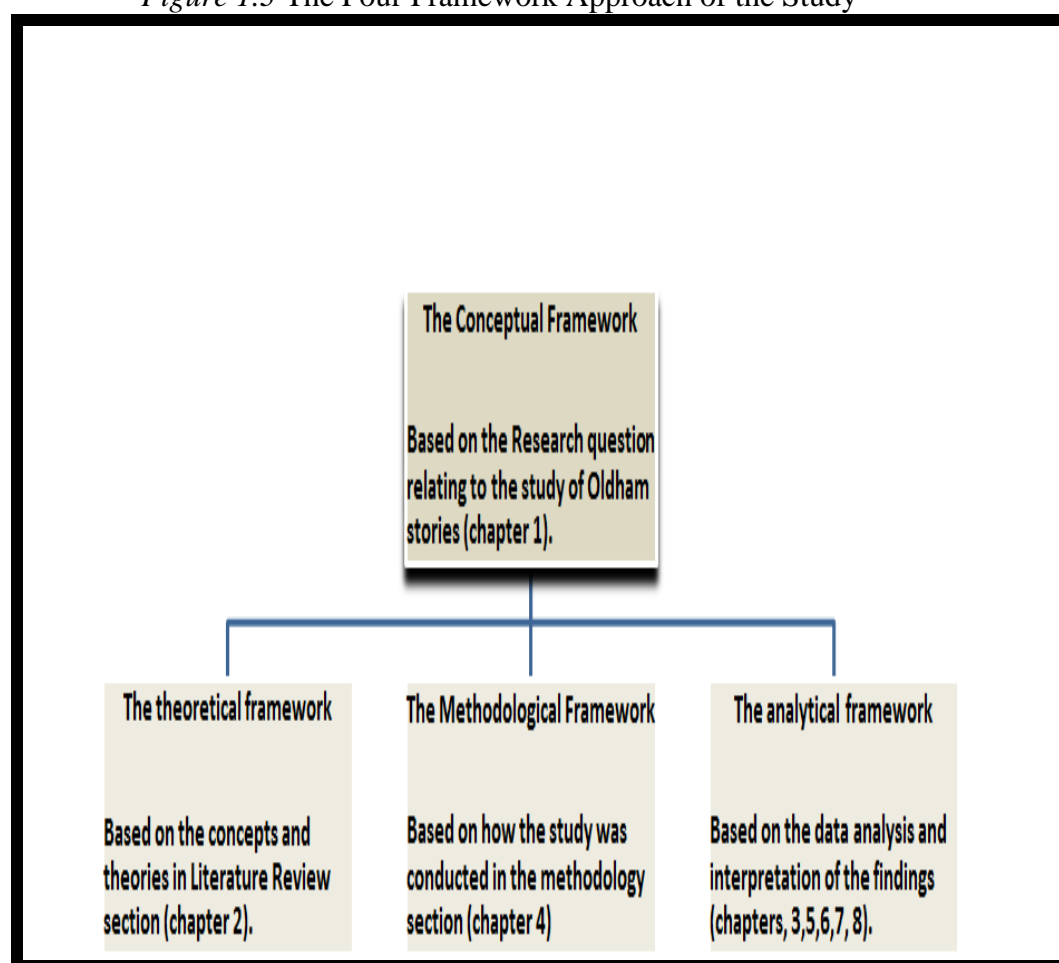 Figure 1.3 The Four Framework Approach of the Study
The Conceptual Framework
Based on the Research question
relating to the study of Oldham
stories (chapter 1).
The theoretical framework
Based on the concepts and
theories in Literature Review
section (chapter 2).
The Methodological Framework
Based on how the study was
conducted in the methodology
section (chapter 4)
The analytical framework
Based on the data analysis and
interpretation of the findings
(chapters, 3,5,6,7, 8).